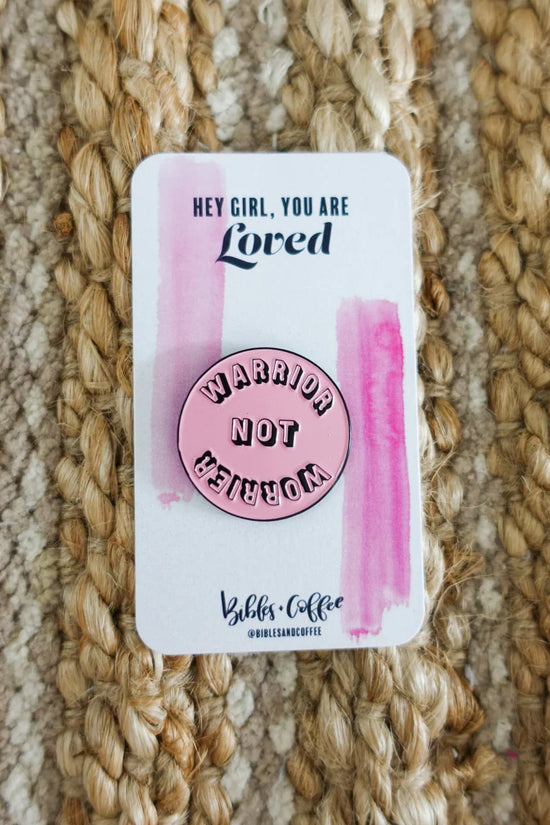 HEY GIRL, YOU ARE
Loved
WARRIOR
NOT
WORRIER
Bibles + Coffee
@BIBLESANDCOFFEE